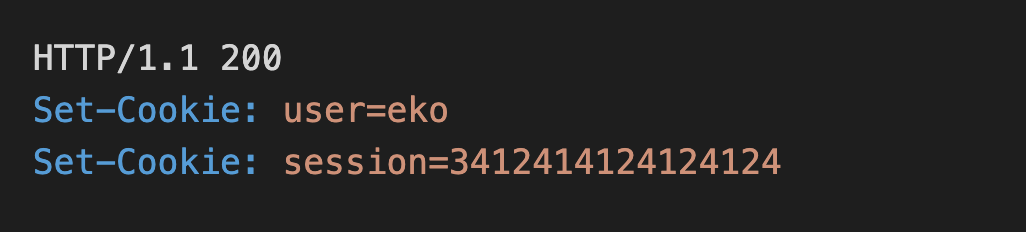 HTTP/1.1 200
Set-Cookie: user=eko
Set-Cookie: session=3412414124124124